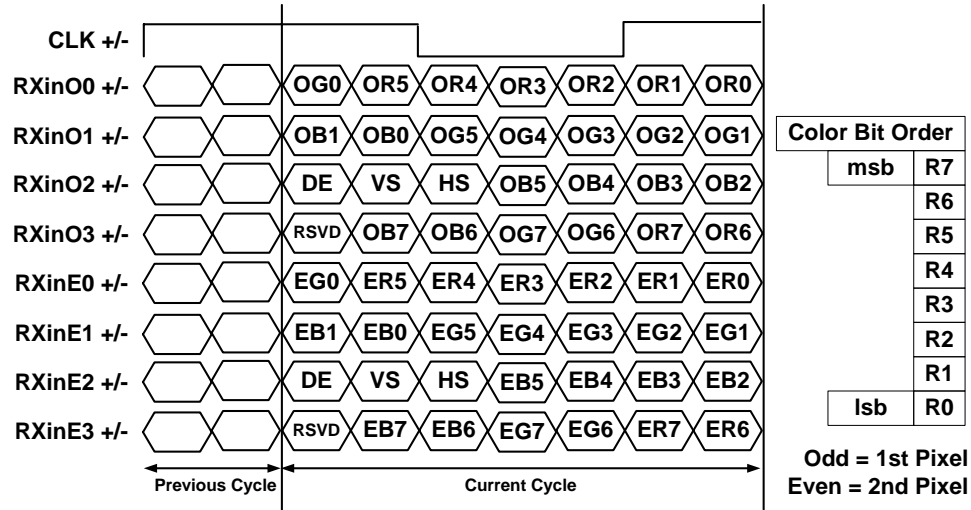 CLK +/-
RXinO0 +/- OG0 OR5 OR4 OR3 OR2 OR1 OR0
RXinO1 +/- OB1 OB0 OG5 OG4 OG3 OG2 OG1
RXinO2 +/- DE VS HS OB5 OB4 OB3 OB2
RXinO3 +/- RSVD OB7 OB6 OG7 OG6 OR7 OR6
RXinE0 +/- EG0 ER5 ER4 ER3 ER2 ER1 ER0
RXinE1 +/- EB1 EB0 EG5 EG4 EG3 EG2 EG1
RXinE2 +/- DE VS HS EB5 EB4 EB3 EB2
RXinE3 +/- RSVD EB7 EB6 EG7 EG6 ER7 ER6
Previous Cycle Current Cycle
Color Bit Order
msb R7
R6
R5
R4
R3
R2
R1
lsb R0
Odd = 1st Pixel
Even = 2nd Pixel